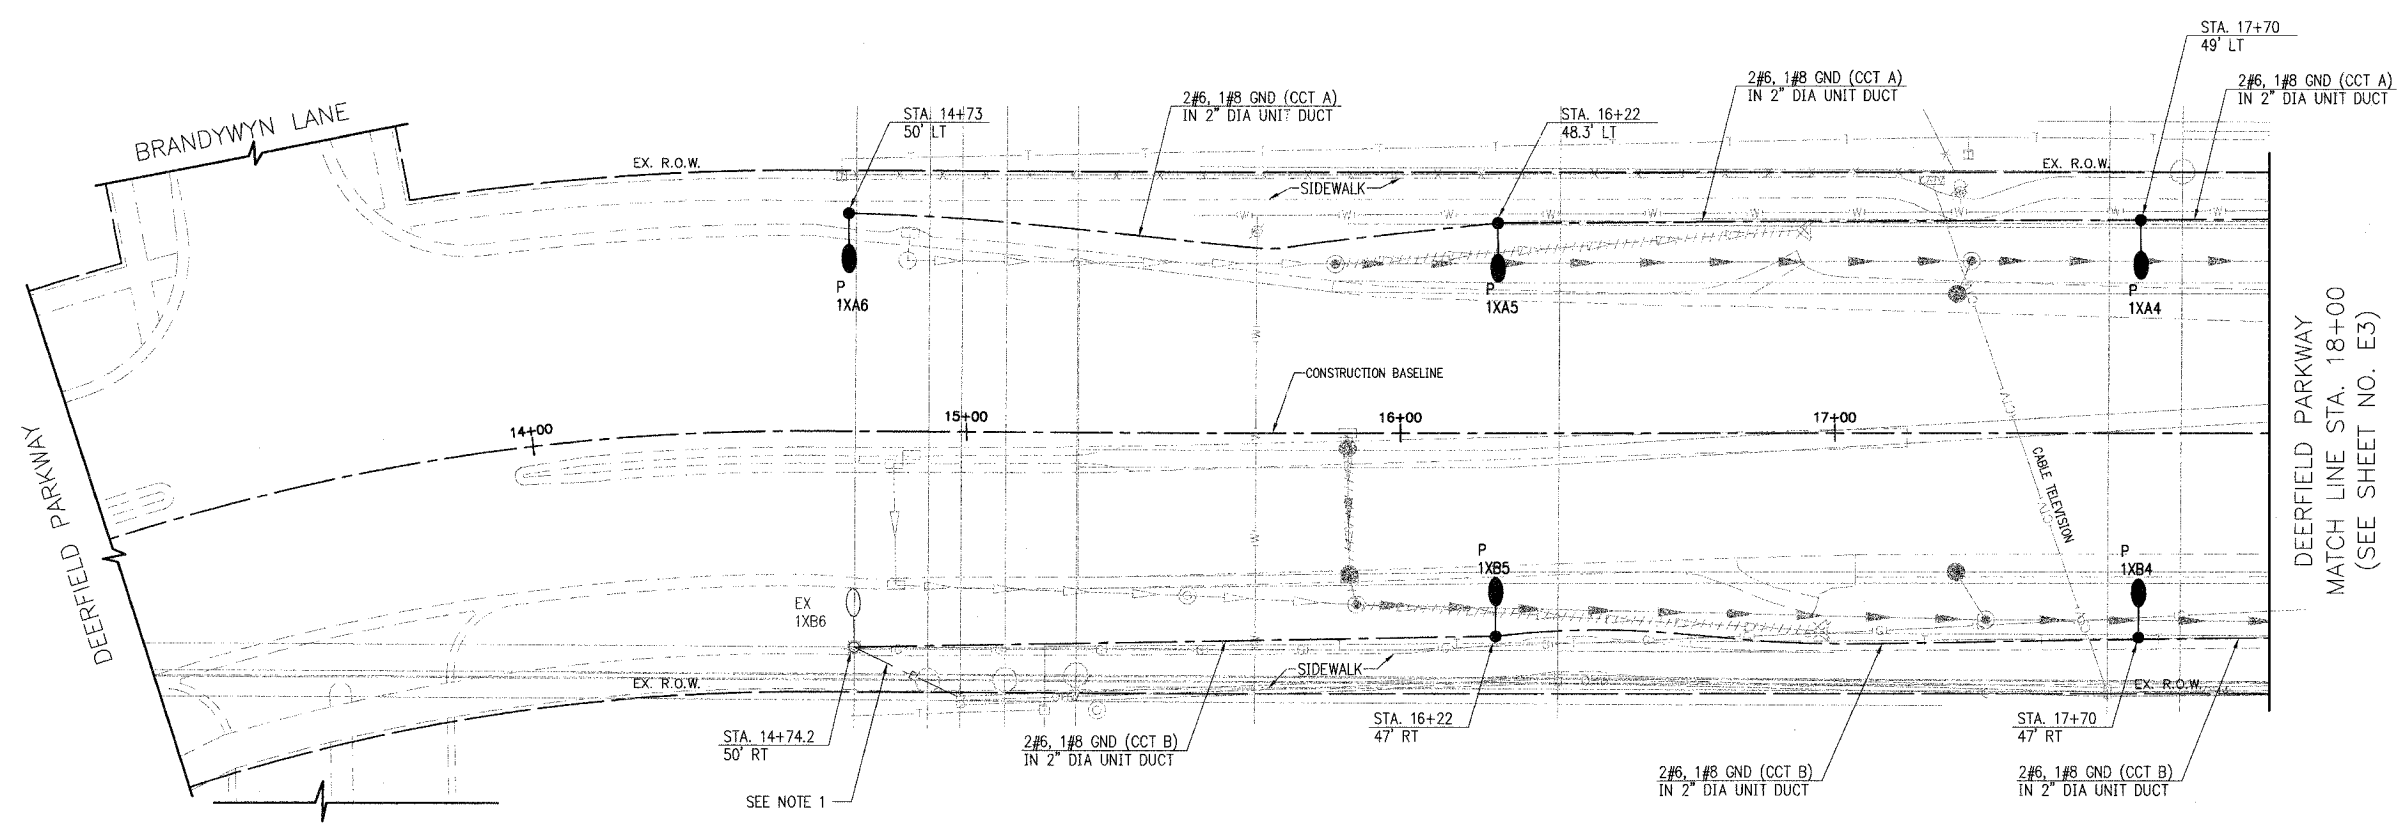 STA. 17+70
49' LT
2#6, 1#8 GND (CCT A)
IN 2" DIA UNIT DUCT
2#6, 1#8 GND (CCT A)
IN 2" DIA UNIT DUCT
2#6, 1#8 GND (CCT A)
IN 2" DIA UNIT DUCT
STA. 14+73
50' LT
STA. 16+22
48.3' LT
BRANDYWYN LANE
EX. R.O.W.
EX. R.O.W.
SIDEWALK
P
1XA6
P
1XA5
P
1XA4
CONSTRUCTION BASELINE
14+00
15+00
16+00
17+00
DEERFIELD PARKWAY
MATCH LINE STA. 18+00
(SEE SHEET NO. E3)
DEERFIELD PARKWAY
CABLE TELEVISION
EX
1XB6
P
1XB5
P
1XB4
SIDEWALK
EX. R.O.W.
EX. R.O.W.
STA. 14+74.2
50' RT
2#6, 1#8 GND (CCT B)
IN 2" DIA UNIT DUCT
STA. 16+22
47' RT
STA. 17+70
47' RT
2#6, 1#8 GND (CCT B)
IN 2" DIA UNIT DUCT
2#6, 1#8 GND (CCT B)
IN 2" DIA UNIT DUCT
SEE NOTE 1